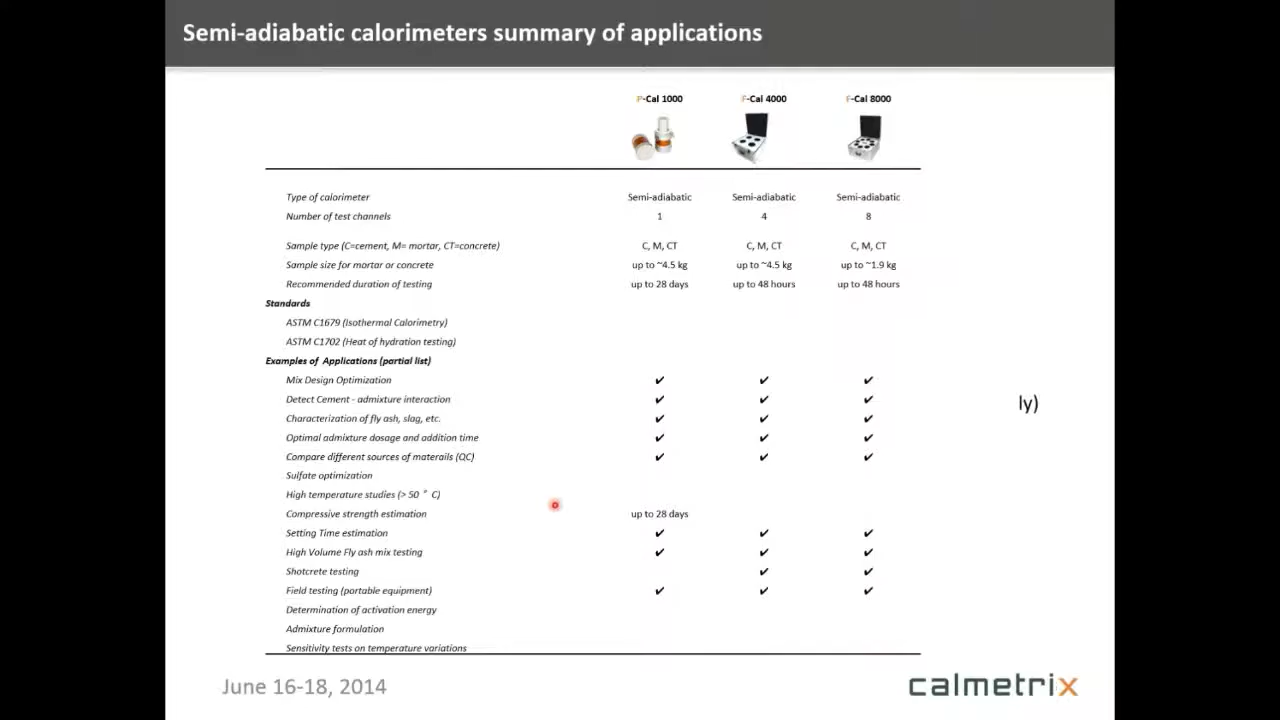 Semi-adiabatic calorimeters summary of applications
P-Cal 1000 F-Cal 4000 F-Cal 8000
Type of calorimeter Semi-adiabatic Semi-adiabatic Semi-adiabatic
Number of test channels 1 4 8
Sample type (C=cement, M= mortar, CT=concrete) C, M, CT C, M, CT C, M, CT
Sample size for mortar or concrete up to ~4.5 kg up to ~4.5 kg up to ~1.9 kg
Recommended duration of testing up to 28 days up to 48 hours up to 48 hours
Standards
ASTM C1679 (Isothermal Calorimetry)
ASTM C1702 (Heat of hydration testing)
Examples of Applications (partial list)
Mix Design Optimization ✔ ✔ ✔
Detect Cement - admixture interaction ✔ ✔ ✔
ly)
Characterization of fly ash, slag, etc. ✔ ✔ ✔
Optimal admixture dosage and addition time ✔ ✔ ✔
Compare different sources of materails (QC) ✔ ✔ ✔
Sulfate optimization
High temperature studies (> 50 ° C)
Compressive strength estimation up to 28 days
Setting Time estimation ✔ ✔ ✔
High Volume Fly ash mix testing ✔ ✔ ✔
Shotcrete testing ✔ ✔
Field testing (portable equipment) ✔ ✔ ✔
Determination of activation energy
Admixture formulation
Sensitivity tests on temperature variations
June 16-18, 2014
calmetrix